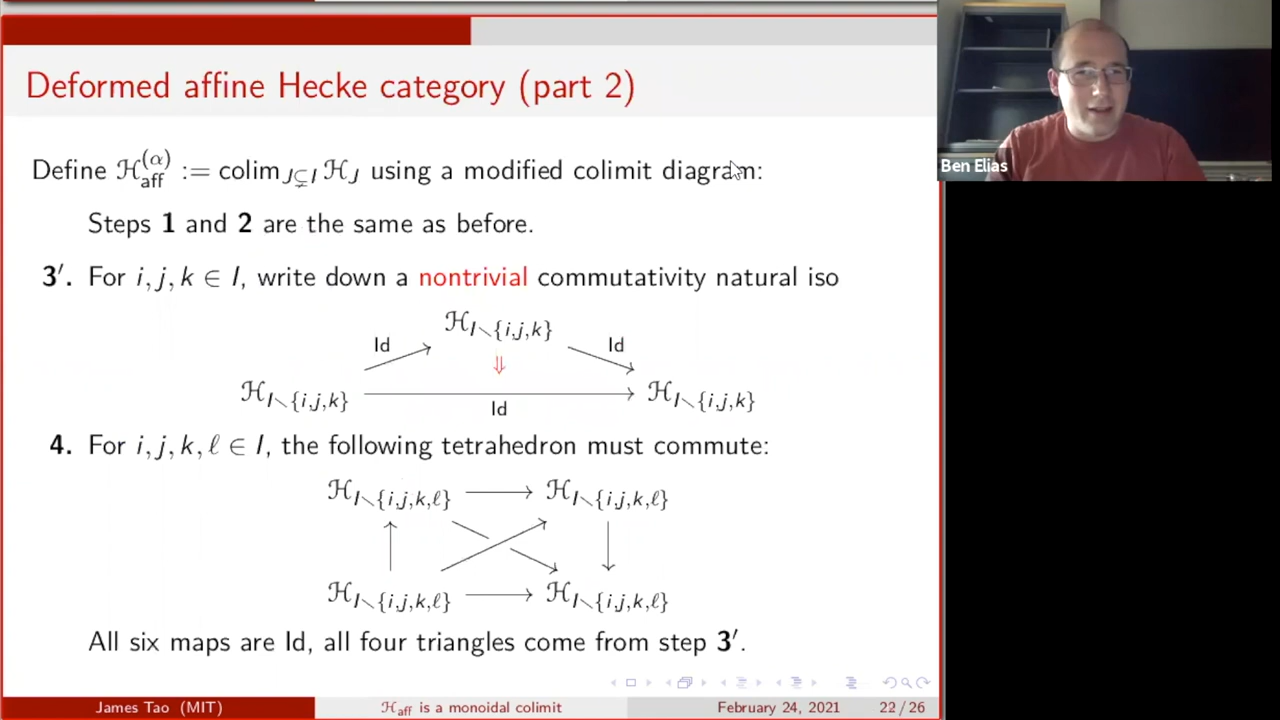 Deformed affine Hecke category (part 2)
Ben Elias
Define ℋ_aff^(α) := colim_{J⊊I} ℋ_J using a modified colimit diagram:
Steps 1 and 2 are the same as before.
3′. For i, j, k ∈ I, write down a nontrivial commutativity natural iso
ℋ_{I∖{i,j,k}}
Id Id
⇓
ℋ_{I∖{i,j,k}} ⟶ ℋ_{I∖{i,j,k}}
Id
4. For i, j, k, ℓ ∈ I, the following tetrahedron must commute:
ℋ_{I∖{i,j,k,ℓ}} ⟶ ℋ_{I∖{i,j,k,ℓ}}
ℋ_{I∖{i,j,k,ℓ}} ⟶ ℋ_{I∖{i,j,k,ℓ}}
All six maps are Id, all four triangles come from step 3′.
James Tao (MIT) ℋ_aff is a monoidal colimit February 24, 2021 22 / 26